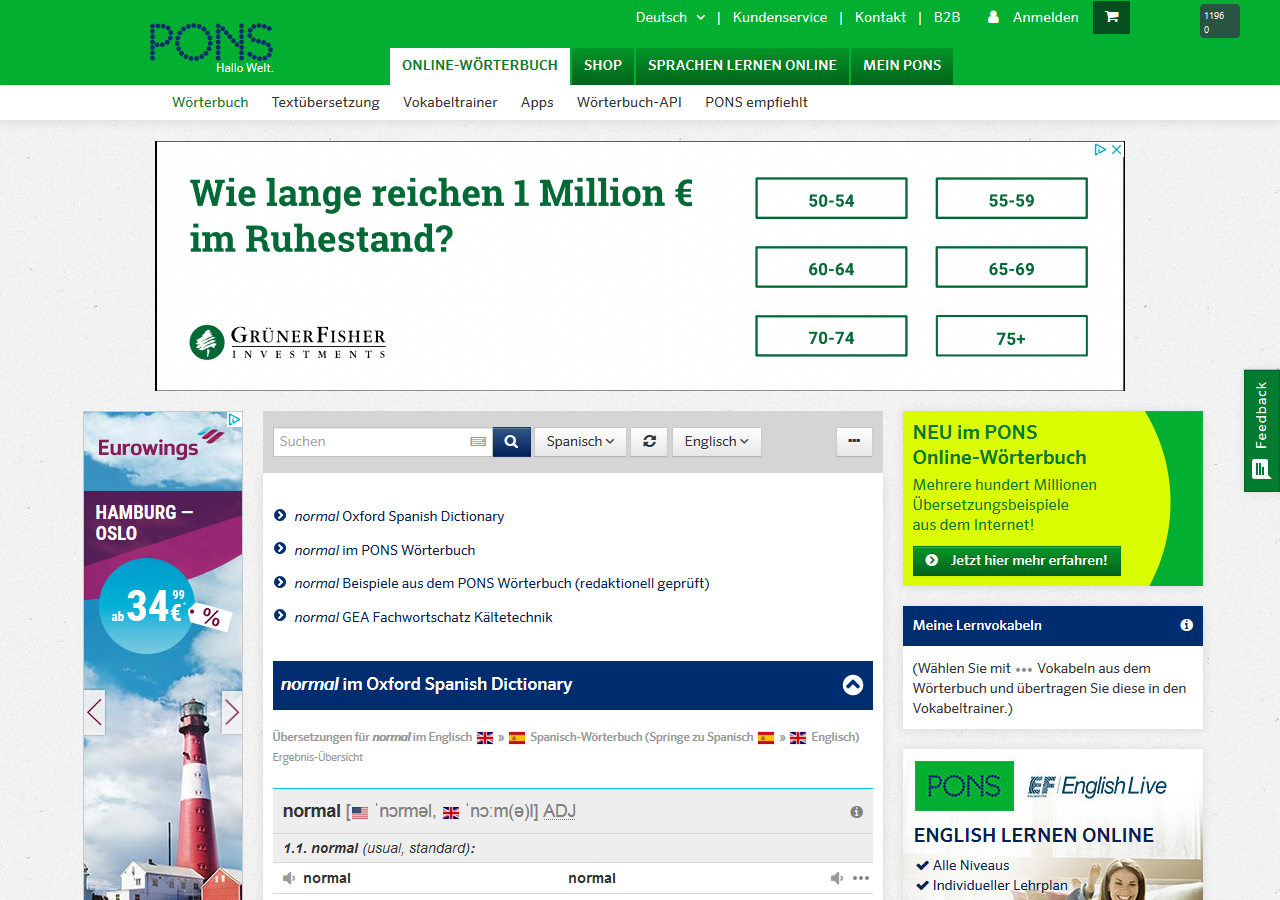 Deutsch | Kundenservice | Kontakt | B2B Anmelden
1196
0
PONS
Hallo Welt.
ONLINE-WÖRTERBUCH SHOP SPRACHEN LERNEN ONLINE MEIN PONS
Wörterbuch Textübersetzung Vokabeltrainer Apps Wörterbuch-API PONS empfiehlt
Wie lange reichen 1 Million €
im Ruhestand?
50-54 55-59
60-64 65-69
70-74 75+
GRÜNER FISHER
INVESTMENTS
Feedback
Eurowings
HAMBURG –
OSLO
ab 34,99 €*
%
Suchen Spanisch Englisch
normal Oxford Spanish Dictionary
normal im PONS Wörterbuch
normal Beispiele aus dem PONS Wörterbuch (redaktionell geprüft)
normal GEA Fachwortschatz Kältetechnik
normal im Oxford Spanish Dictionary
Übersetzungen für normal im Englisch » Spanisch-Wörterbuch (Springe zu Spanisch » Englisch)
Ergebnis-Übersicht
normal [ˈnɔrməl, ˈnɔːm(ə)l] ADJ
1.1. normal (usual, standard):
normal normal
NEU im PONS
Online-Wörterbuch
Mehrere hundert Millionen
Übersetzungsbeispiele
aus dem Internet!
Jetzt hier mehr erfahren!
Meine Lernvokabeln
(Wählen Sie mit ••• Vokabeln aus dem
Wörterbuch und übertragen Sie diese in den
Vokabeltrainer.)
PONS EF English Live
ENGLISH LERNEN ONLINE
Alle Niveaus
Individueller Lehrplan